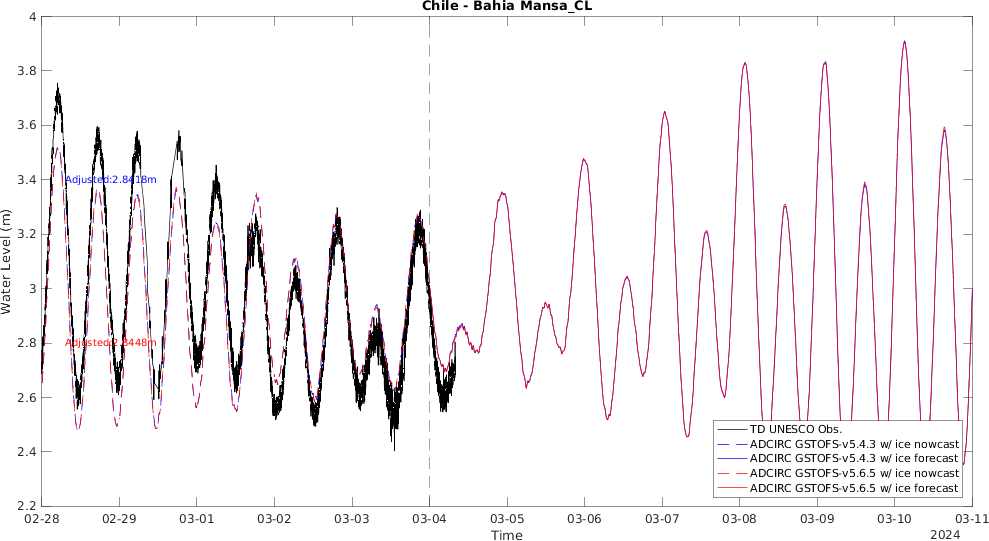 Chile - Bahia Mansa_CL
4
3.8
3.6
3.4
3.2
3
2.8
2.6
2.4
2.2
Water Level (m)
Adjusted:2.8418m
Adjusted:2.8448m
TD UNESCO Obs.
ADCIRC GSTOFS-v5.4.3 w/ ice nowcast
ADCIRC GSTOFS-v5.4.3 w/ ice forecast
ADCIRC GSTOFS-v5.6.5 w/ ice nowcast
ADCIRC GSTOFS-v5.6.5 w/ ice forecast
02-28 02-29 03-01 03-02 03-03 03-04 03-05 03-06 03-07 03-08 03-09 03-10 03-11
Time
2024